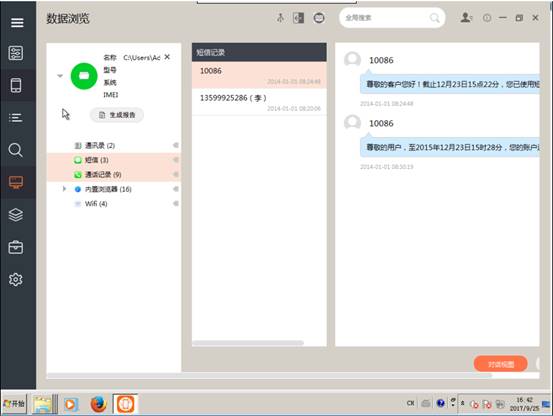 数据浏览
全局搜索
名称 C:\Users\Ad
型号
系统
IMEI
生成报告
通讯录 (2)
短信 (3)
通话记录 (9)
内置浏览器 (16)
Wifi (4)
短信记录
10086
2014-01-01 08:24:48
13599925286 ( 李 )
2014-01-01 08:20:06
10086
尊敬的客户您好！截止12月23日15点22分，您已使用短
2014-01-01 08:24:48
10086
尊敬的用户，至2015年12月23日15时28分，您的账户
2014-01-01 08:30:19
对话视图
开始
CH
16:42
2017/9/25